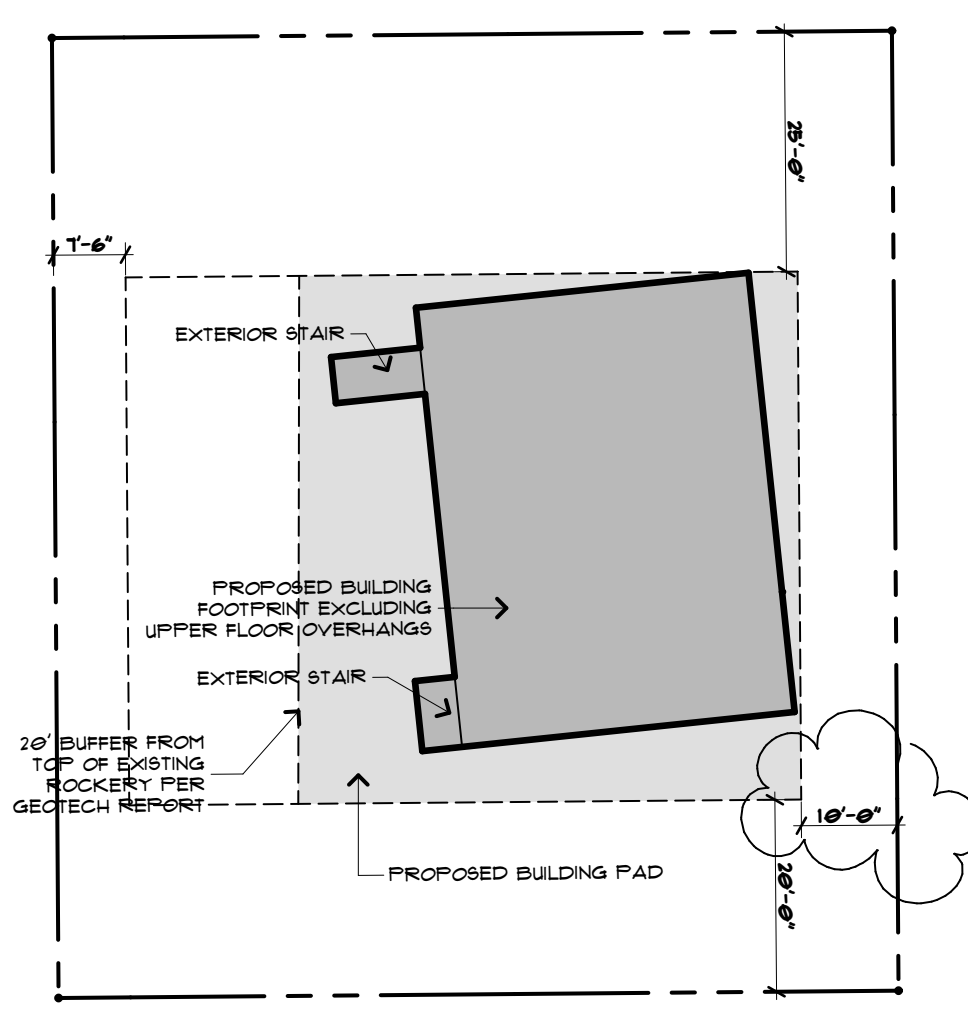 25'-0"
7'-6"
EXTERIOR STAIR
PROPOSED BUILDING
FOOTPRINT EXCLUDING
UPPER FLOOR OVERHANGS
EXTERIOR STAIR
20' BUFFER FROM
TOP OF EXISTING
ROCKERY PER
GEOTECH REPORT
10'-0"
PROPOSED BUILDING PAD
20'-0"